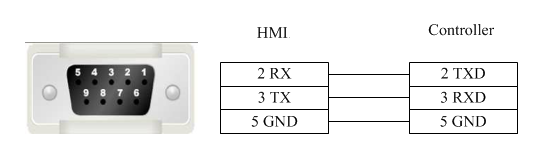 HMI
Controller
5 4 3 2 1
9 8 7 6
2 RX
2 TXD
3 TX
3 RXD
5 GND
5 GND